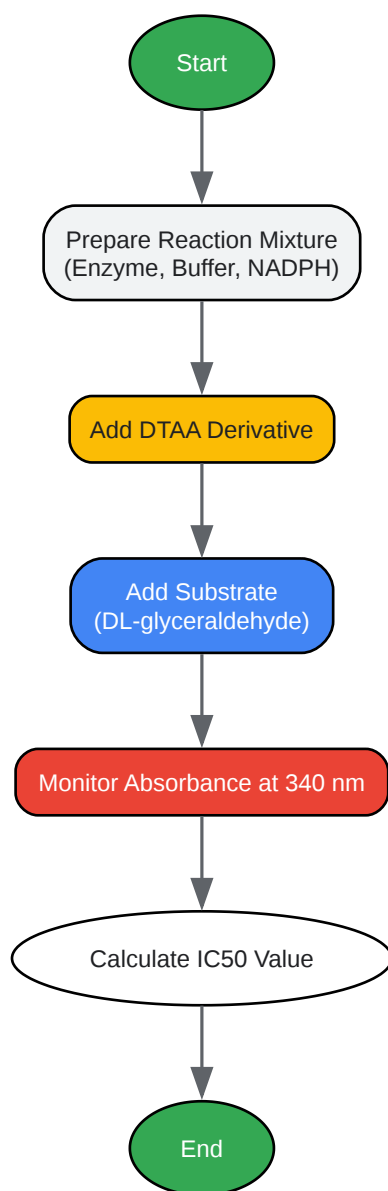 Start
Prepare Reaction Mixture
(Enzyme, Buffer, NADPH)
Add DTAA Derivative
Add Substrate
(DL-glyceraldehyde)
Monitor Absorbance at 340 nm
Calculate IC50 Value
End